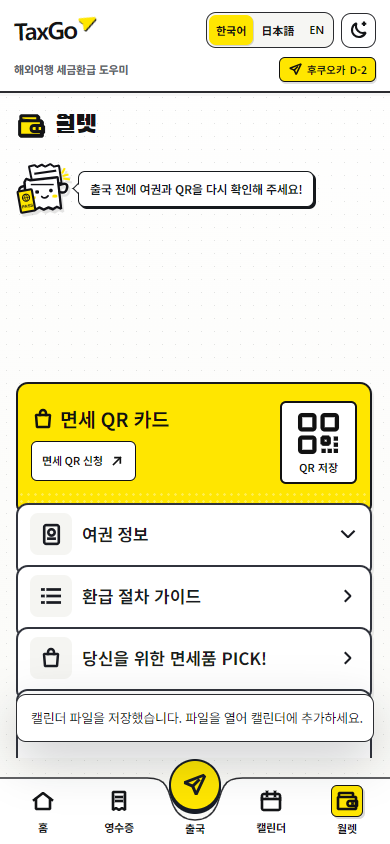 TaxGo
한국어 日本語 EN
해외여행 세금환급 도우미
후쿠오카 D-2
월렛
출국 전에 여권과 QR을 다시 확인해 주세요!
면세 QR 카드
면세 QR 신청
QR 저장
여권 정보
환급 절차 가이드
당신을 위한 면세품 PICK!
캘린더 파일을 저장했습니다. 파일을 열어 캘린더에 추가하세요.
홈 영수증 출국 캘린더 월렛